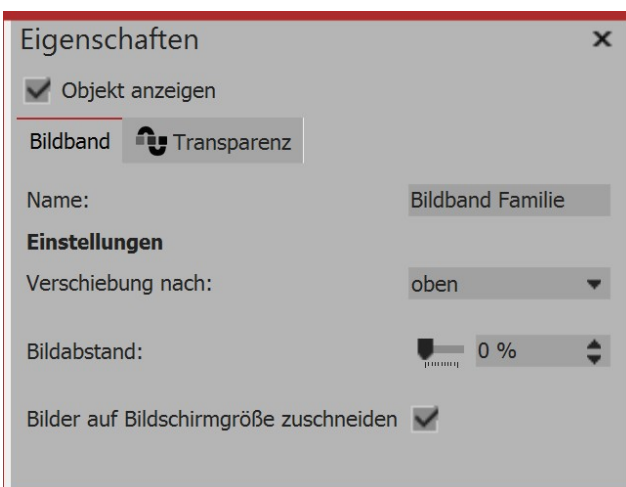 Eigenschaften
Objekt anzeigen
Bildband Transparenz
Name: Bildband Familie
Einstellungen
Verschiebung nach: oben
Bildabstand: 0 %
Bilder auf Bildschirmgröße zuschneiden